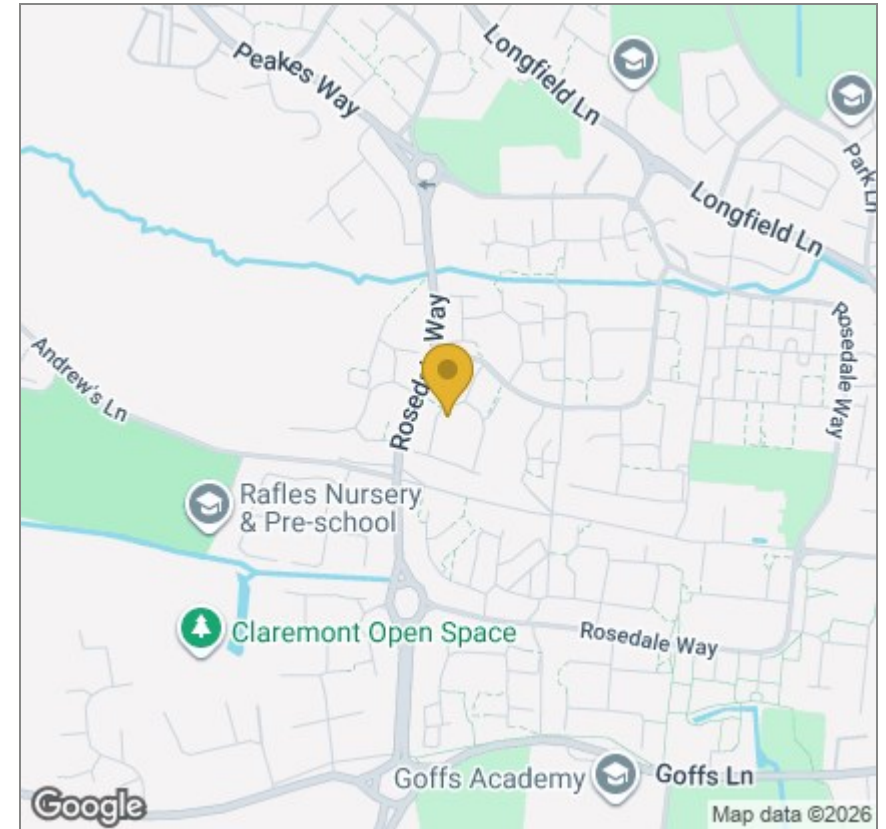 Peakes Way
Longfield Ln
Park Ln
Longfield Ln
Rosedale Way
Rosedale Way
Andrew's Ln
Rafles Nursery
& Pre-school
Claremont Open Space
Rosedale Way
Goffs Academy
Goffs Ln
Google
Map data ©2026